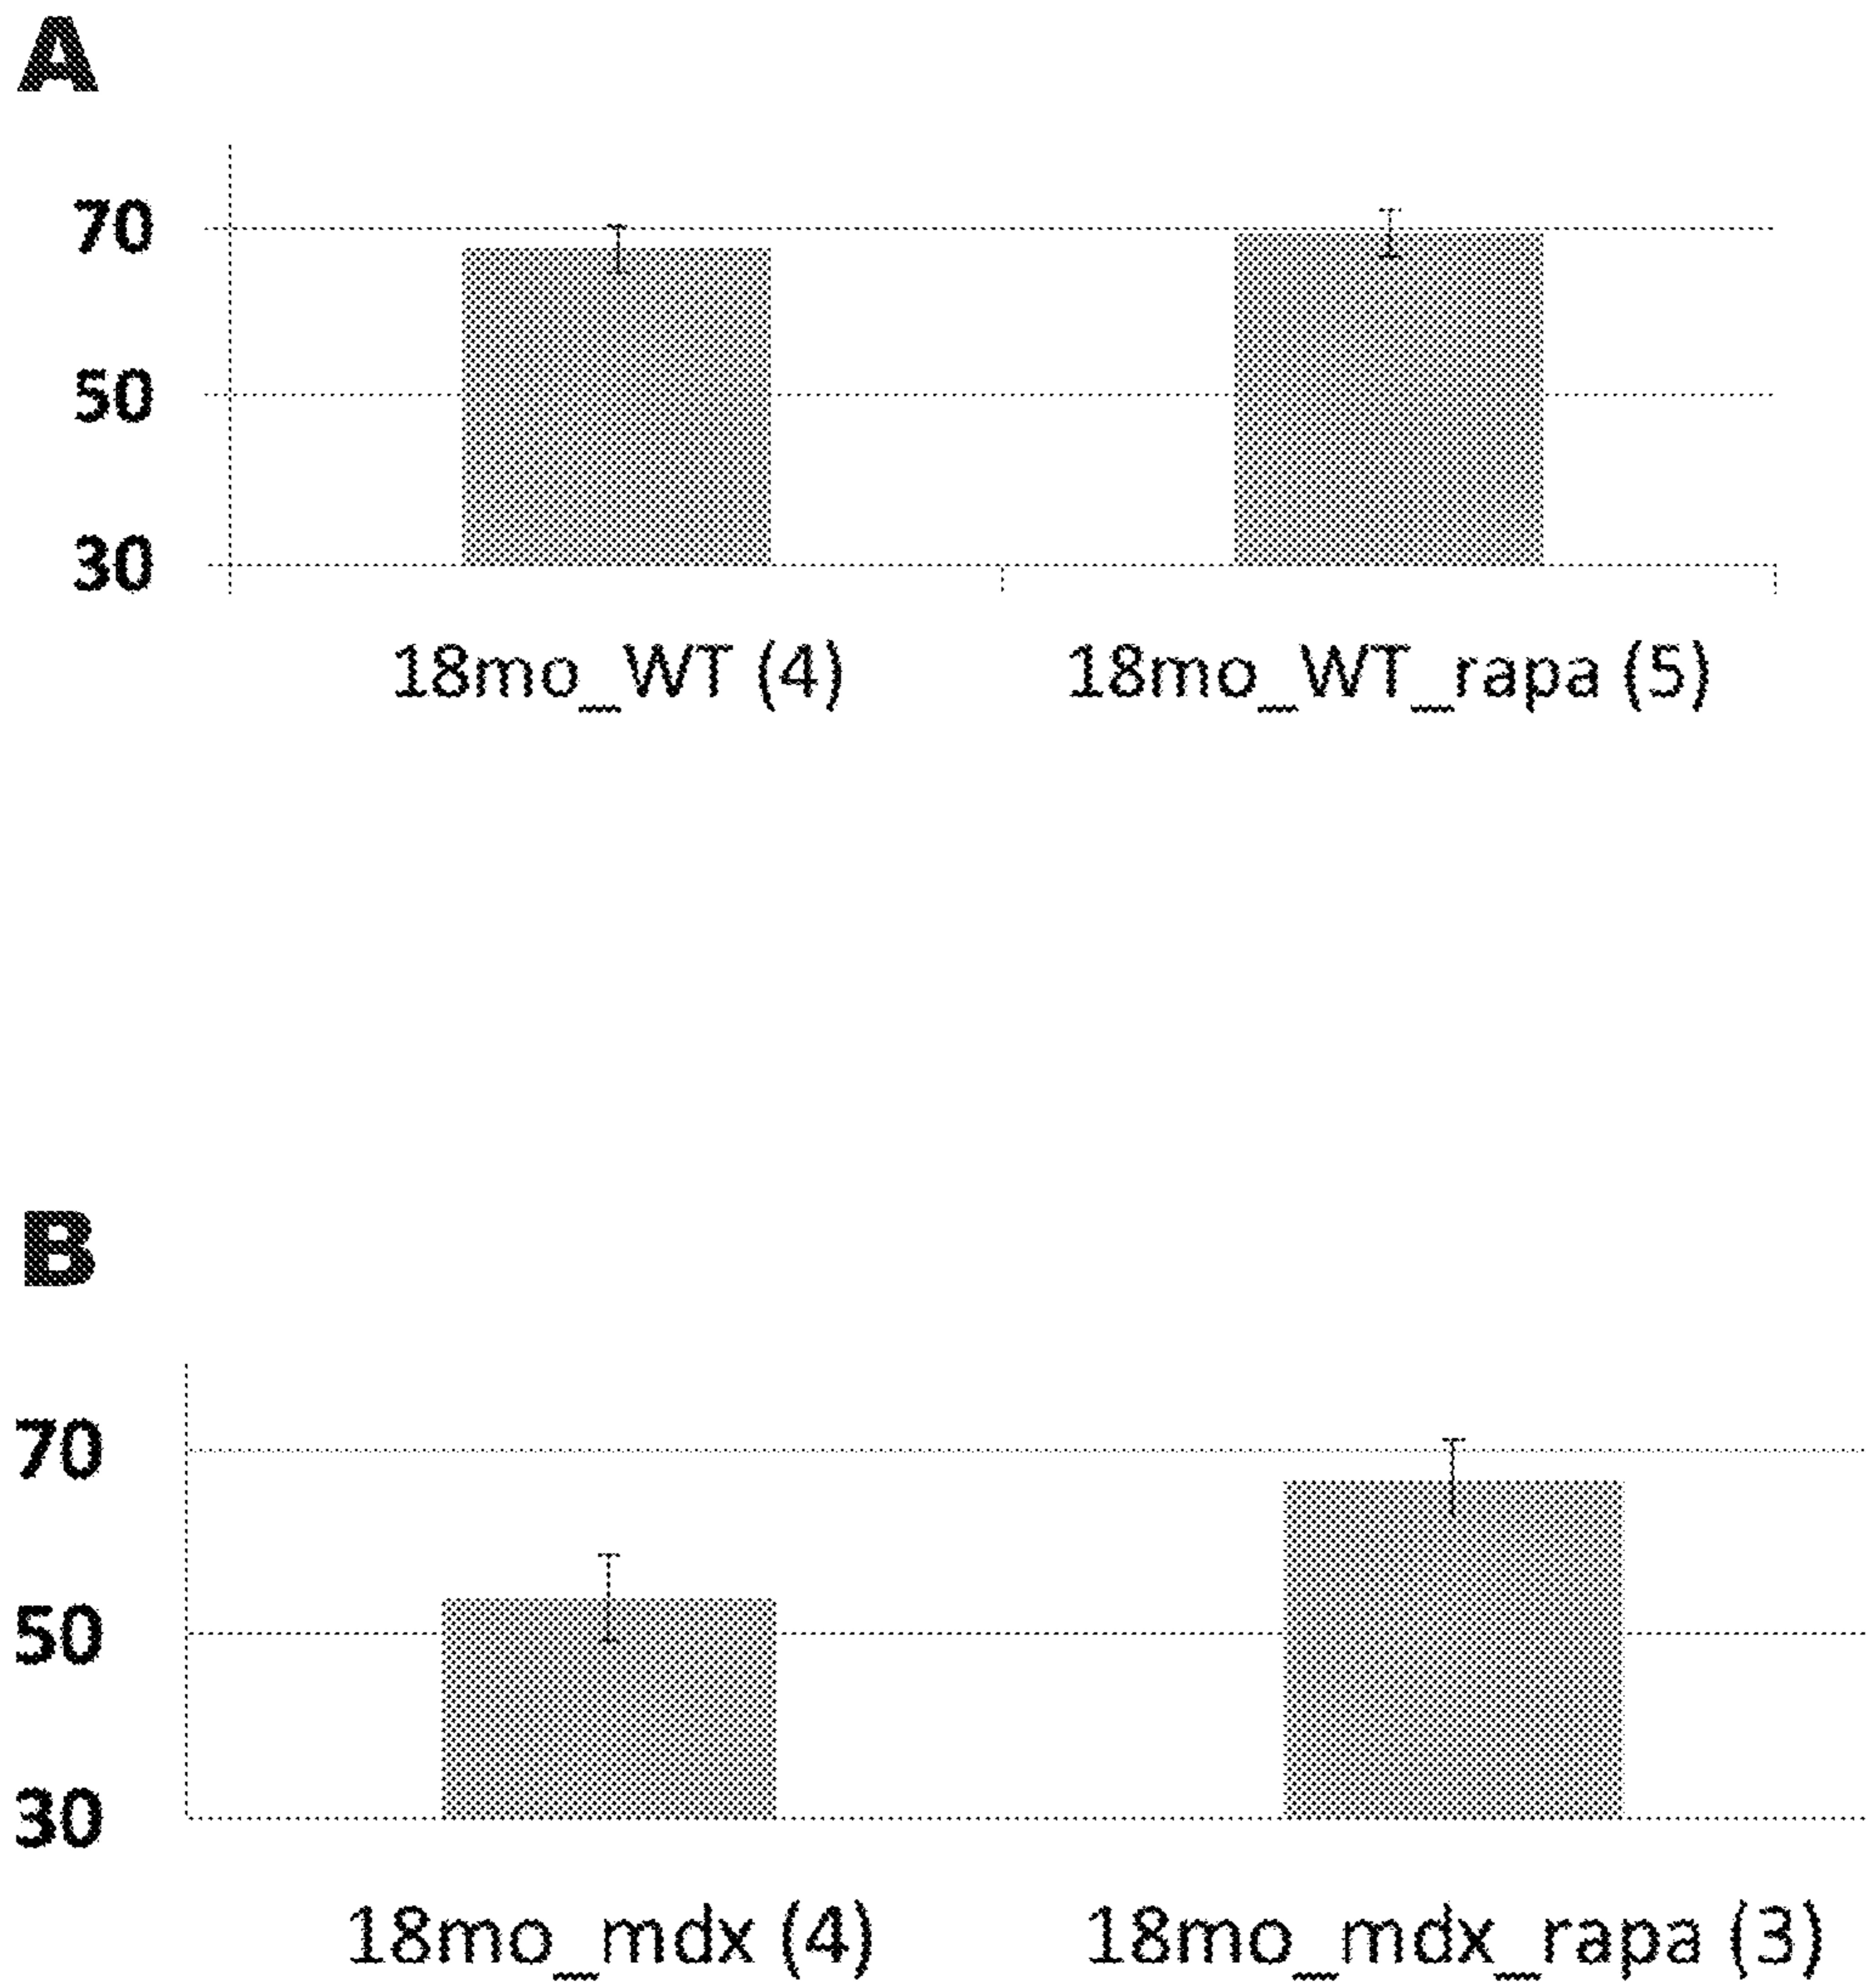 A
70
50
30
18mo_WT (4)
18mo_WT_rapa (5)
B
70
50
30
18mo_mdx (4)
18mo_mdx_rapa (3)